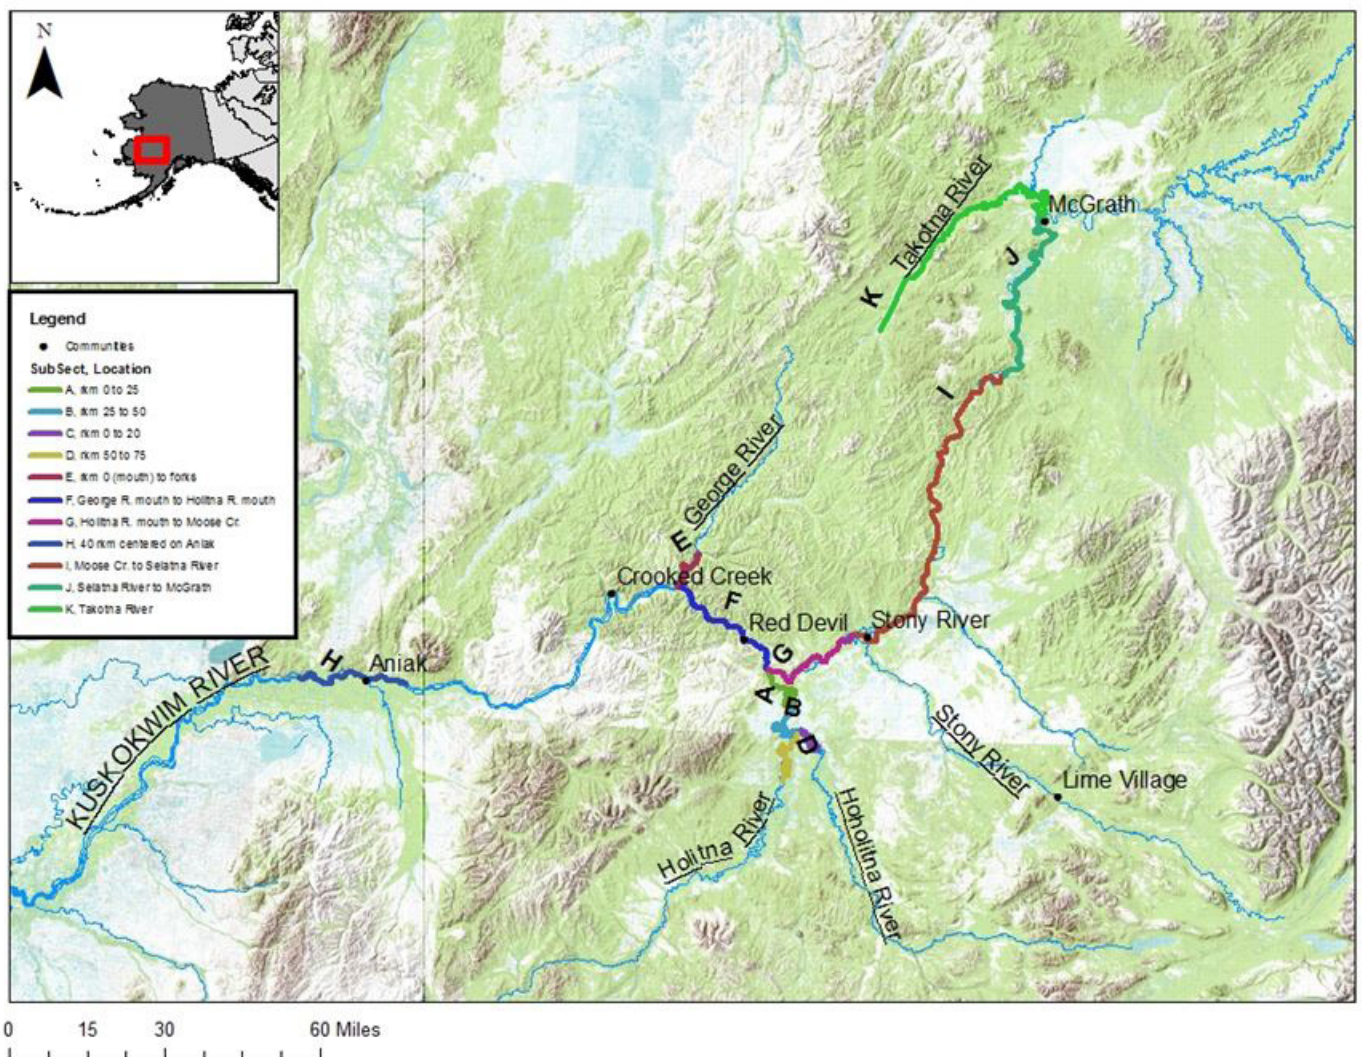 N
Legend
Communities
SubSect, Location
A, rkm 0 to 25
B, rkm 25 to 50
C, rkm 0 to 20
D, rkm 50 to 75
E, rkm 0 (mouth) to forks
F, George R. mouth to Holitna R. mouth
G, Holitna R. mouth to Moose Cr.
H, 40 rkm centered on Aniak
I, Moose Cr. to Selatna River
J, Selatna River to McGrath
K, Takotna River
Takotna River
McGrath
J
K
I
George River
E
Crooked Creek
F
Red Devil
Stony River
G
H
Aniak
KUSKOKWIM RIVER
A
B
D
Stony River
Lime Village
Holitna River
Hoholitna River
0 15 30 60 Miles